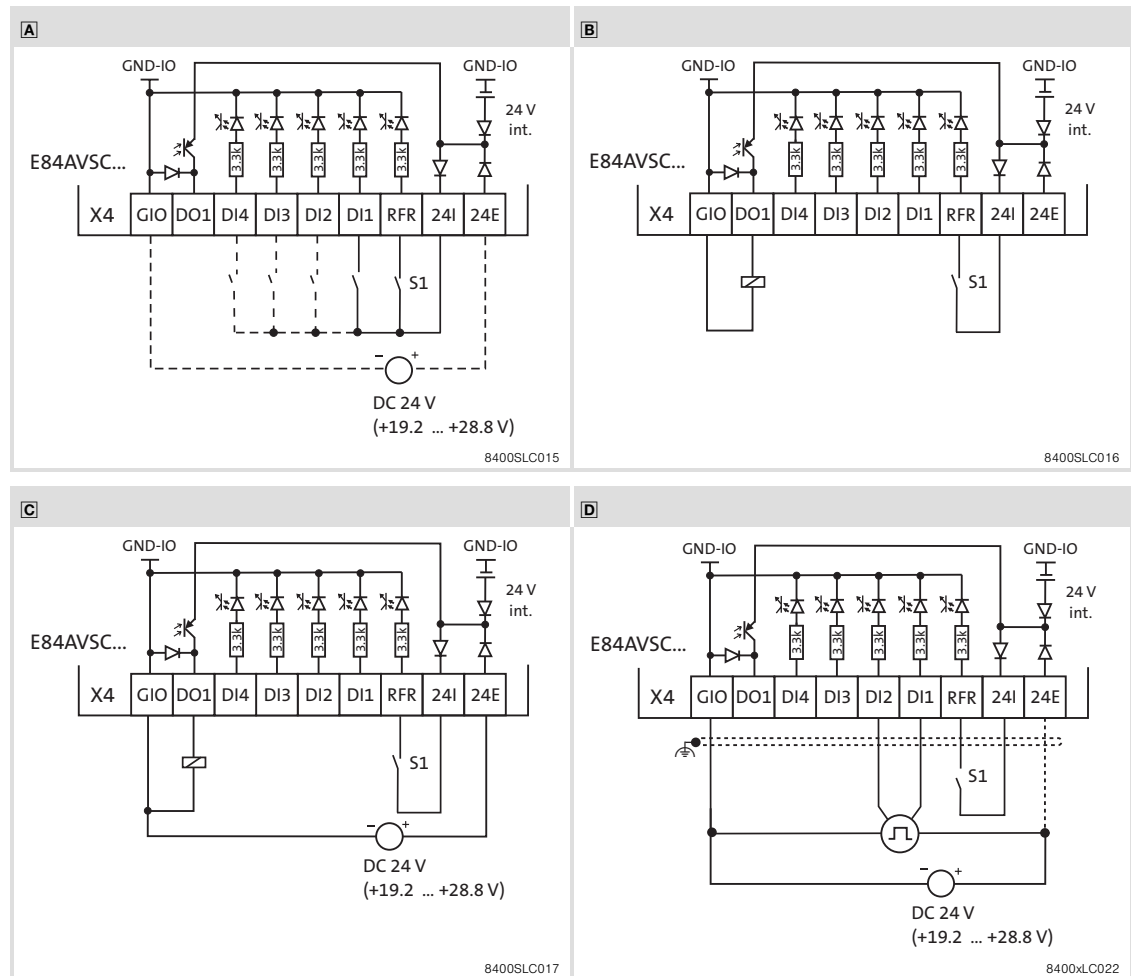 A
GND-IO GND-IO
24 V
int.
E84AVSC...
3.3k 3.3k 3.3k 3.3k 3.3k
X4 GIO DO1 DI4 DI3 DI2 DI1 RFR 24I 24E
S1
− +
DC 24 V
(+19.2 ... +28.8 V)
8400SLC015
B
GND-IO GND-IO
24 V
int.
E84AVSC...
3.3k 3.3k 3.3k 3.3k 3.3k
X4 GIO DO1 DI4 DI3 DI2 DI1 RFR 24I 24E
S1
8400SLC016
C
GND-IO GND-IO
24 V
int.
E84AVSC...
3.3k 3.3k 3.3k 3.3k 3.3k
X4 GIO DO1 DI4 DI3 DI2 DI1 RFR 24I 24E
S1
− +
DC 24 V
(+19.2 ... +28.8 V)
8400SLC017
D
GND-IO GND-IO
24 V
int.
E84AVSC...
3.3k 3.3k 3.3k 3.3k 3.3k
X4 GIO DO1 DI4 DI3 DI2 DI1 RFR 24I 24E
S1
− +
DC 24 V
(+19.2 ... +28.8 V)
8400xLC022